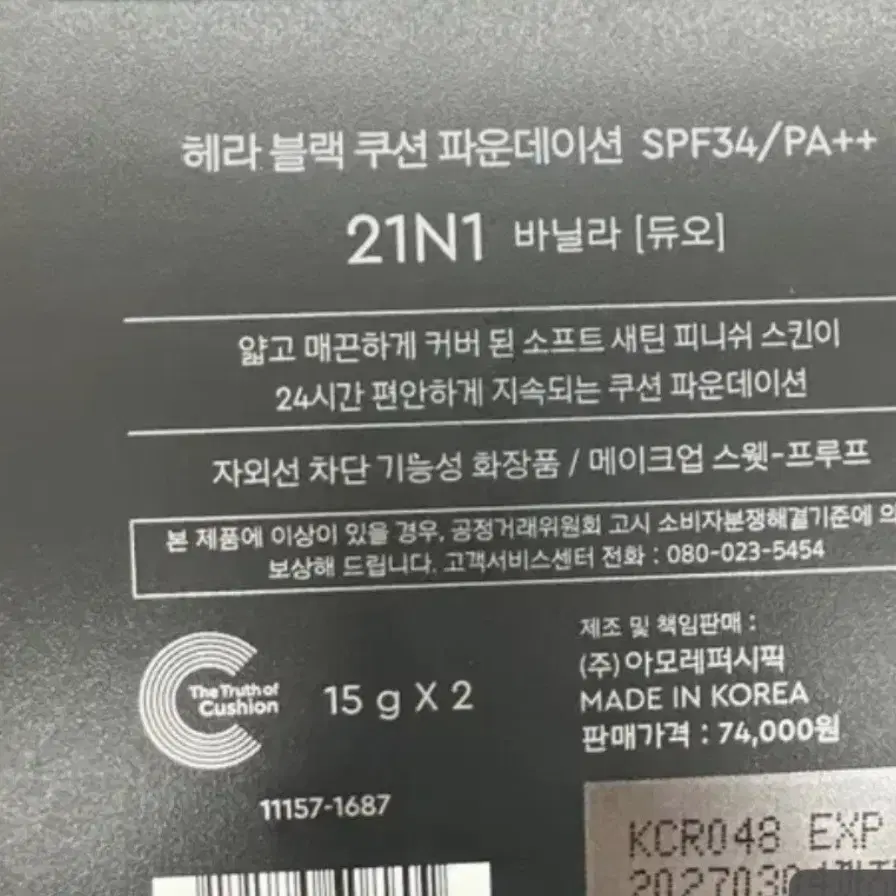 헤라 블랙 쿠션 파운데이션 SPF34/PA++
21N1 바닐라 [듀오]
얇고 매끈하게 커버 된 소프트 새틴 피니쉬 스킨이
24시간 편안하게 지속되는 쿠션 파운데이션
자외선 차단 기능성 화장품 / 메이크업 스웻-프루프
본 제품에 이상이 있을 경우, 공정거래위원회 고시 소비자분쟁해결기준에 의
보상해 드립니다. 고객서비스센터 전화 : 080-023-5454
The Truth of
Cushion
15 g X 2
제조 및 책임판매 :
(주)아모레퍼시픽
MADE IN KOREA
판매가격 : 74,000원
11157-1687
KCR048 EXP